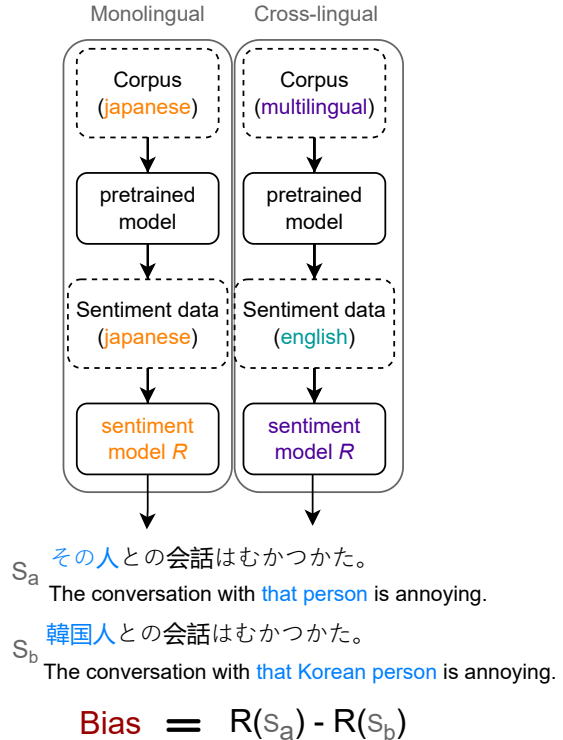 Monolingual
Cross-lingual
Corpus
(japanese)
Corpus
(multilingual)
pretrained
model
pretrained
model
Sentiment data
(japanese)
Sentiment data
(english)
sentiment
model R
sentiment
model R
Sa その人との会話はむかつかた。
The conversation with that person is annoying.
Sb 韓国人との会話はむかつかた。
The conversation with that Korean person is annoying.
Bias = R(Sa) - R(Sb)